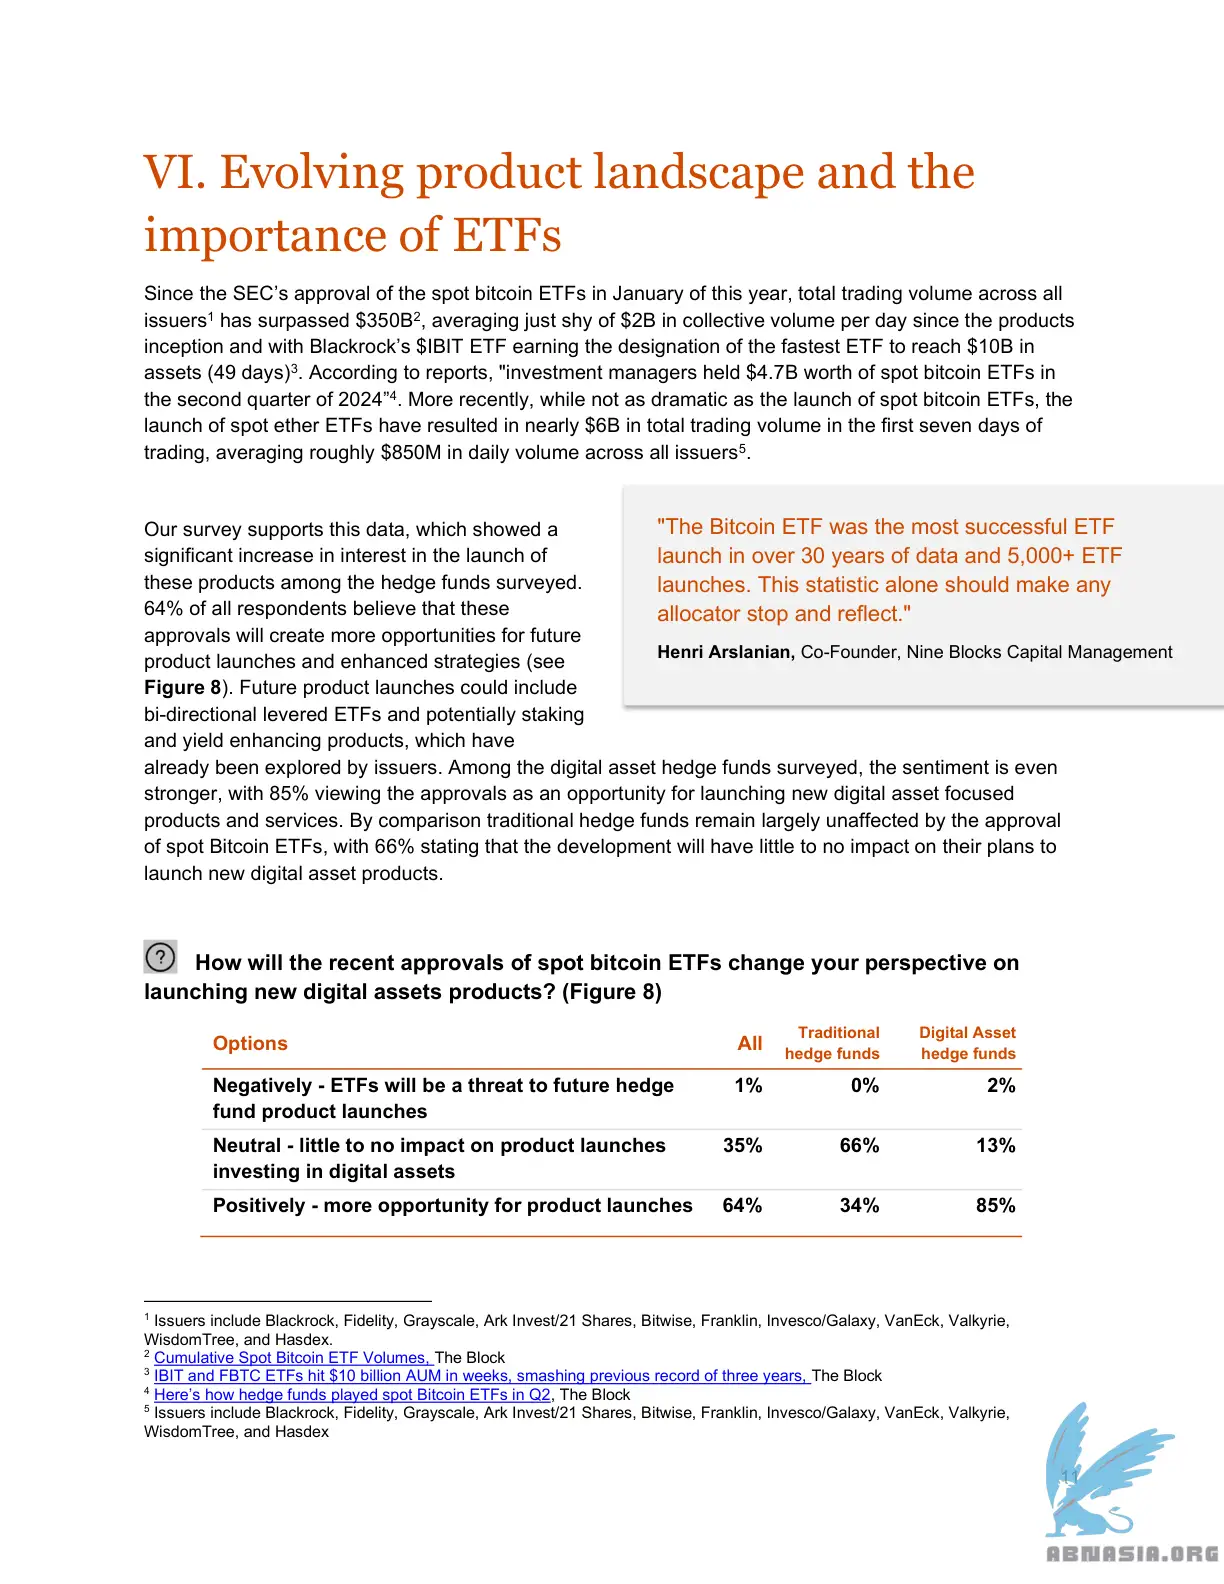 VI. Evolving product landscape and the
importance of ETFs
Since the SEC’s approval of the spot bitcoin ETFs in January of this year, total trading volume across all
issuers¹ has surpassed $350B², averaging just shy of $2B in collective volume per day since the products
inception and with Blackrock’s $IBIT ETF earning the designation of the fastest ETF to reach $10B in
assets (49 days)³. According to reports, "investment managers held $4.7B worth of spot bitcoin ETFs in
the second quarter of 2024”⁴. More recently, while not as dramatic as the launch of spot bitcoin ETFs, the
launch of spot ether ETFs have resulted in nearly $6B in total trading volume in the first seven days of
trading, averaging roughly $850M in daily volume across all issuers⁵.
Our survey supports this data, which showed a
significant increase in interest in the launch of
these products among the hedge funds surveyed.
64% of all respondents believe that these
approvals will create more opportunities for future
product launches and enhanced strategies (see
Figure 8). Future product launches could include
bi-directional levered ETFs and potentially staking
and yield enhancing products, which have
already been explored by issuers. Among the digital asset hedge funds surveyed, the sentiment is even
stronger, with 85% viewing the approvals as an opportunity for launching new digital asset focused
products and services. By comparison traditional hedge funds remain largely unaffected by the approval
of spot Bitcoin ETFs, with 66% stating that the development will have little to no impact on their plans to
launch new digital asset products.
"The Bitcoin ETF was the most successful ETF
launch in over 30 years of data and 5,000+ ETF
launches. This statistic alone should make any
allocator stop and reflect."
Henri Arslanian, Co-Founder, Nine Blocks Capital Management
? How will the recent approvals of spot bitcoin ETFs change your perspective on
launching new digital assets products? (Figure 8)
Options All Traditional hedge funds Digital Asset hedge funds
Negatively - ETFs will be a threat to future hedge 1% 0% 2%
fund product launches
Neutral - little to no impact on product launches 35% 66% 13%
investing in digital assets
Positively - more opportunity for product launches 64% 34% 85%
¹ Issuers include Blackrock, Fidelity, Grayscale, Ark Invest/21 Shares, Bitwise, Franklin, Invesco/Galaxy, VanEck, Valkyrie,
WisdomTree, and Hasdex.
² Cumulative Spot Bitcoin ETF Volumes, The Block
³ IBIT and FBTC ETFs hit $10 billion AUM in weeks, smashing previous record of three years, The Block
⁴ Here’s how hedge funds played spot Bitcoin ETFs in Q2, The Block
⁵ Issuers include Blackrock, Fidelity, Grayscale, Ark Invest/21 Shares, Bitwise, Franklin, Invesco/Galaxy, VanEck, Valkyrie,
WisdomTree, and Hasdex
11
ABNASIA.ORG